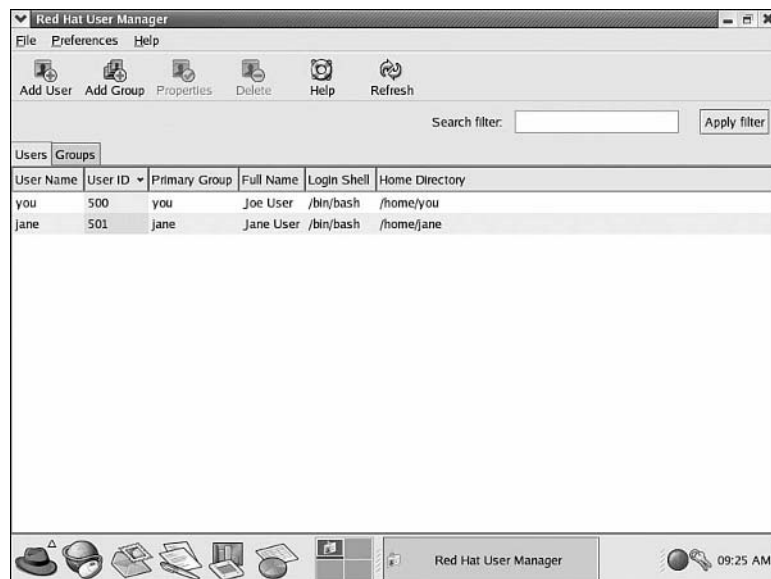 Red Hat User Manager
File Preferences Help
Add User Add Group Properties Delete Help Refresh
Search filter: Apply filter
Users Groups
User Name User ID Primary Group Full Name Login Shell Home Directory
you 500 you Joe User /bin/bash /home/you
jane 501 jane Jane User /bin/bash /home/jane
Red Hat User Manager 09:25 AM